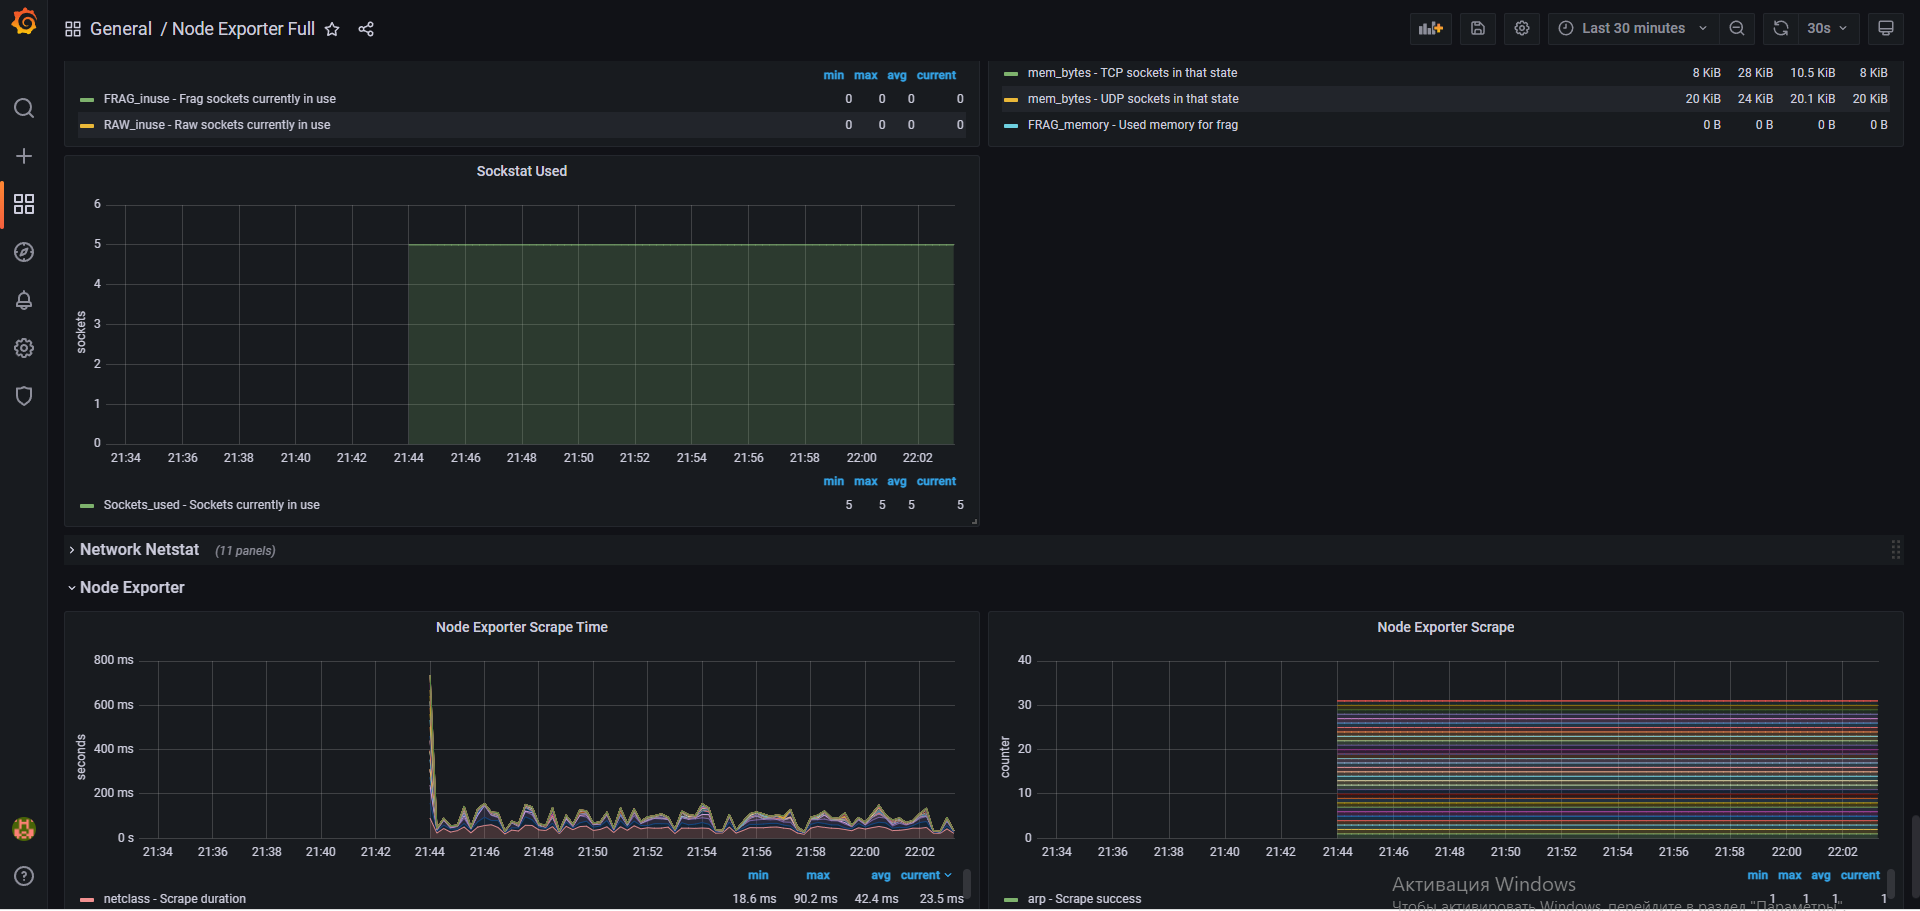 General / Node Exporter Full
Last 30 minutes
30s
min max avg current
FRAG_inuse - Frag sockets currently in use 0 0 0 0
RAW_inuse - Raw sockets currently in use 0 0 0 0
mem_bytes - TCP sockets in that state 8 KiB 28 KiB 10.5 KiB 8 KiB
mem_bytes - UDP sockets in that state 20 KiB 24 KiB 20.1 KiB 20 KiB
FRAG_memory - Used memory for frag 0 B 0 B 0 B 0 B
Sockstat Used
6
5
4
3
2
1
0
sockets
21:34 21:36 21:38 21:40 21:42 21:44 21:46 21:48 21:50 21:52 21:54 21:56 21:58 22:00 22:02
min max avg current
Sockets_used - Sockets currently in use 5 5 5 5
Network Netstat (11 panels)
Node Exporter
Node Exporter Scrape Time
800 ms
600 ms
400 ms
200 ms
0 s
seconds
21:34 21:36 21:38 21:40 21:42 21:44 21:46 21:48 21:50 21:52 21:54 21:56 21:58 22:00 22:02
min max avg current
netclass - Scrape duration 18.6 ms 90.2 ms 42.4 ms 23.5 ms
Node Exporter Scrape
40
30
20
10
0
counter
21:34 21:36 21:38 21:40 21:42 21:44 21:46 21:48 21:50 21:52 21:54 21:56 21:58 22:00 22:02
min max avg current
arp - Scrape success 1 1 1 1
Активация Windows
Чтобы активировать Windows, перейдите в раздел "Параметры".